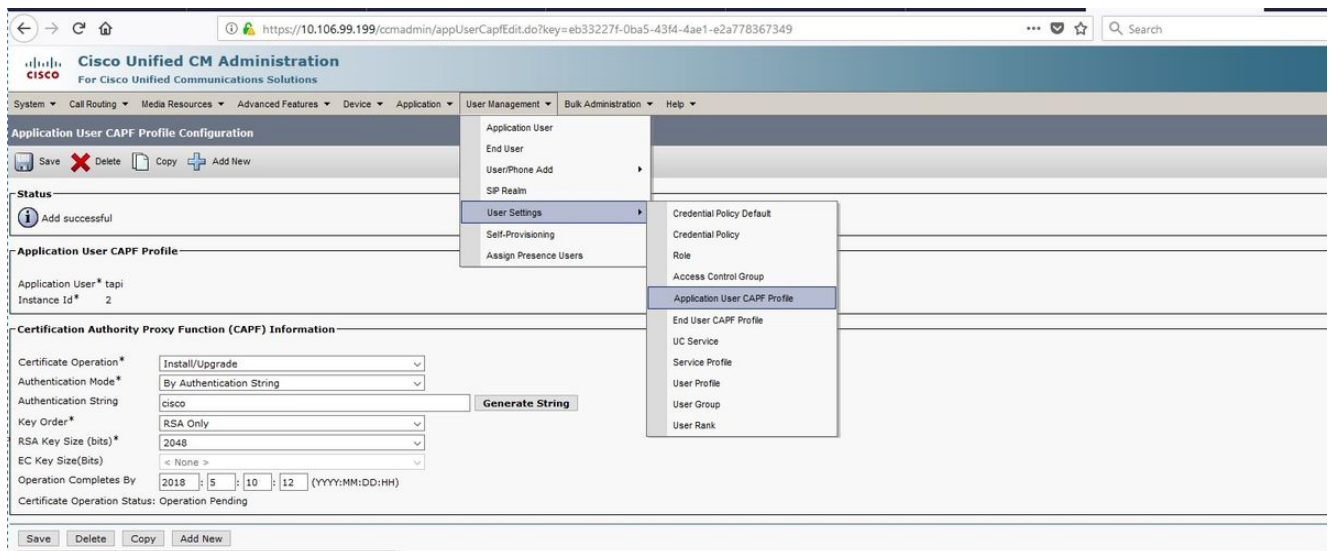 https://10.106.99.199/ccmadmin/appUserCapfEdit.do?key=eb33227f-0ba5-43f4-4ae1-e2a778367349
Search
CISCO
Cisco Unified CM Administration
For Cisco Unified Communications Solutions
System
Call Routing
Media Resources
Advanced Features
Device
Application
User Management
Bulk Administration
Help
Application User CAPF Profile Configuration
Save
Delete
Copy
Add New
Application User
End User
User/Phone Add
SIP Realm
User Settings
Self-Provisioning
Assign Presence Users
Credential Policy Default
Credential Policy
Role
Access Control Group
Application User CAPF Profile
End User CAPF Profile
UC Service
Service Profile
User Profile
User Group
User Rank
Status
Add successful
Application User CAPF Profile
Application User* tapi
Instance Id* 2
Certification Authority Proxy Function (CAPF) Information
Certificate Operation* Install/Upgrade
Authentication Mode* By Authentication String
Authentication String cisco Generate String
Key Order* RSA Only
RSA Key Size (bits)* 2048
EC Key Size(Bits) < None >
Operation Completes By 2018 : 5 : 10 : 12 (YYYY:MM:DD:HH)
Certificate Operation Status: Operation Pending
Save Delete Copy Add New